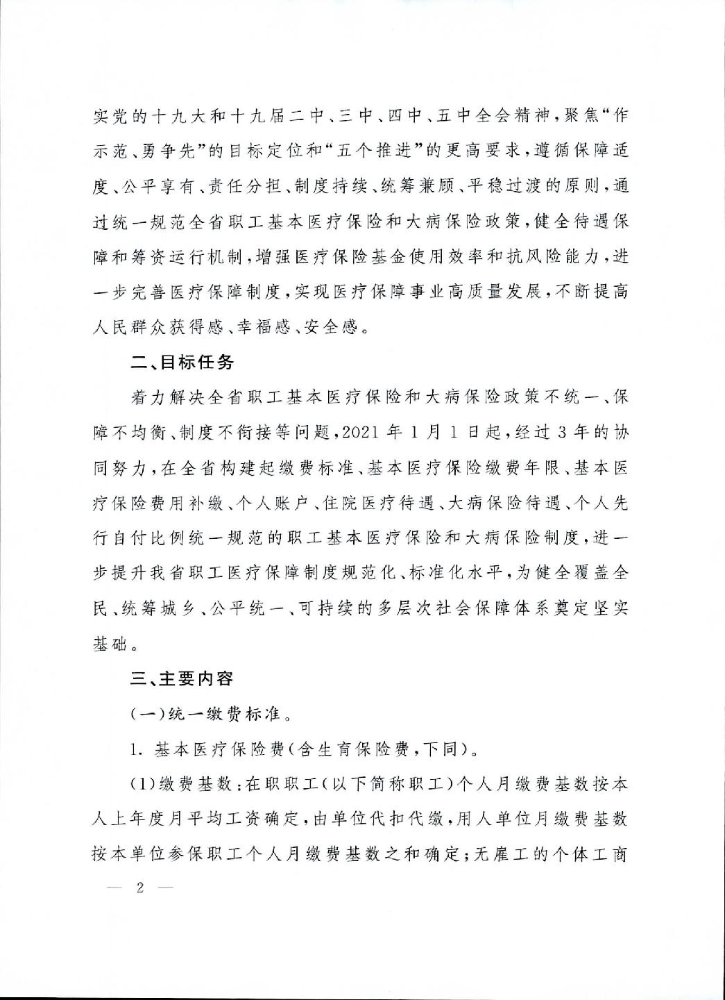 实党的十九大和十九届二中、三中、四中、五中全会精神,聚焦“作
示范、勇争先”的目标定位和“五个推进”的更高要求,遵循保障适
度、公平享有、责任分担、制度持续、统筹兼顾、平稳过渡的原则,通
过统一规范全省职工基本医疗保险和大病保险政策,健全待遇保
障和筹资运行机制,增强医疗保险基金使用效率和抗风险能力,进
一步完善医疗保障制度,实现医疗保障事业高质量发展,不断提高
人民群众获得感、幸福感、安全感。
二、目标任务
着力解决全省职工基本医疗保险和大病保险政策不统一、保
障不均衡、制度不衔接等问题,2021 年 1 月 1 日起,经过 3 年的协
同努力,在全省构建起缴费标准、基本医疗保险缴费年限、基本医
疗保险费用补缴、个人账户、住院医疗待遇、大病保险待遇、个人先
行自付比例统一规范的职工基本医疗保险和大病保险制度,进一
步提升我省职工医疗保障制度规范化、标准化水平,为健全覆盖全
民、统筹城乡、公平统一、可持续的多层次社会保障体系奠定坚实
基础。
三、主要内容
(一)统一缴费标准。
1. 基本医疗保险费(含生育保险费,下同)。
(1)缴费基数:在职职工(以下简称职工)个人月缴费基数按本
人上年度月平均工资确定,由单位代扣代缴,用人单位月缴费基数
按本单位参保职工个人月缴费基数之和确定;无雇工的个体工商
— 2 —